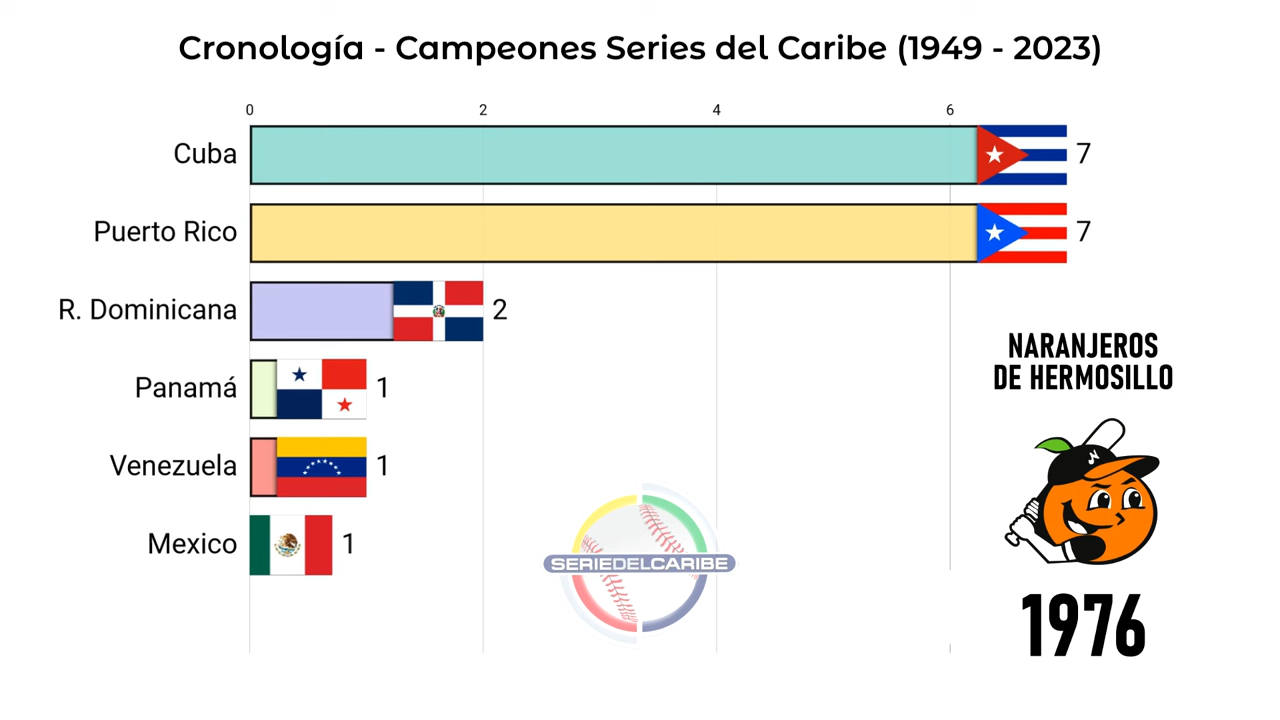 Cronología - Campeones Series del Caribe (1949 - 2023)
0 2 4 6
Cuba 7
Puerto Rico 7
R. Dominicana 2
Panamá 1
Venezuela 1
Mexico 1
NARANJEROS
DE HERMOSILLO
N
SERIEDELCARIBE
1976